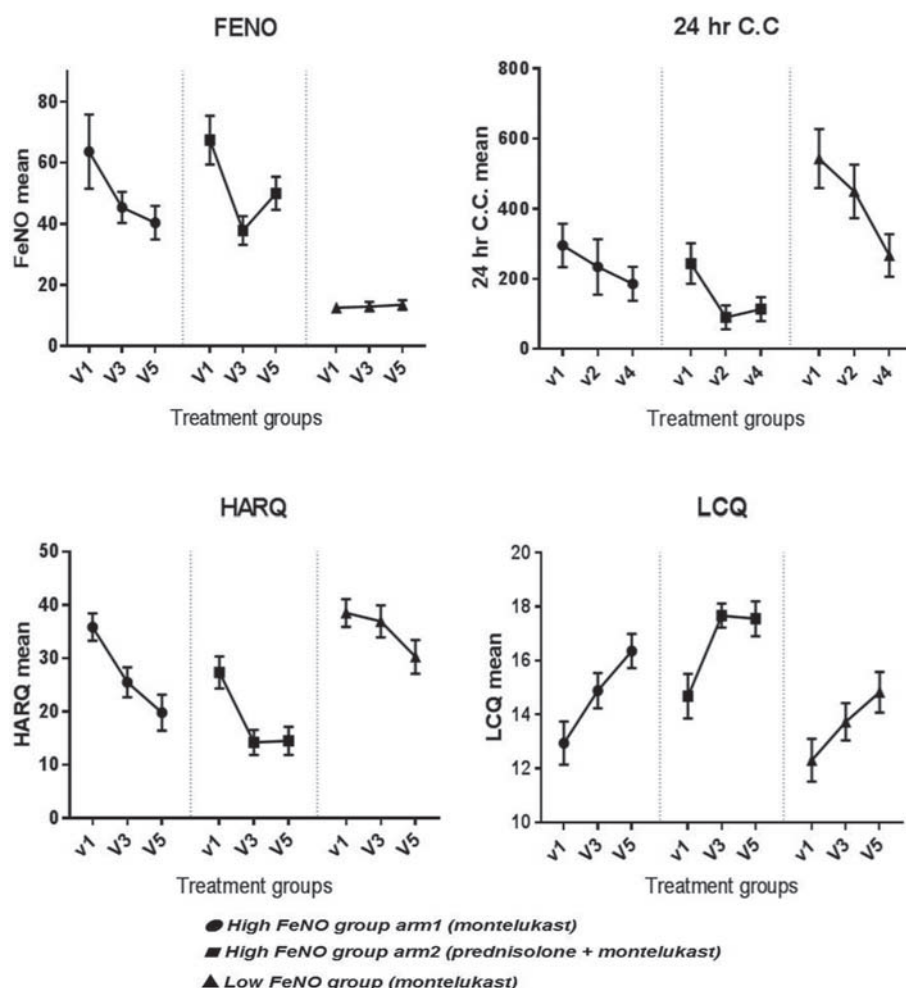 FENO
FeNO mean
80
60
40
20
0
V1 V3 V5 V1 V3 V5 V1 V3 V5
Treatment groups
24 hr C.C
24 hr C.C. mean
800
600
400
200
0
v1 v2 v4 v1 v2 v4 v1 v2 v4
Treatment groups
HARQ
HARQ mean
50
40
30
20
10
0
v1 V3 V5 v1 V3 V5 v1 V3 V5
Treatment groups
LCQ
LCQ mean
20
18
16
14
12
10
v1 V3 V5 v1 V3 V5 v1 V3 V5
Treatment groups
High FeNO group arm1 (montelukast)
High FeNO group arm2 (prednisolone + montelukast)
Low FeNO group (montelukast)